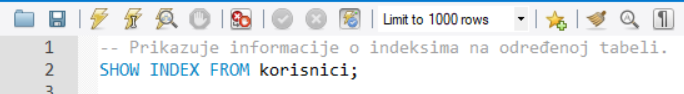 Limit to 1000 rows
1 -- Prikazuje informacije o indeksima na određenoj tabeli.
2 SHOW INDEX FROM korisnici;
3